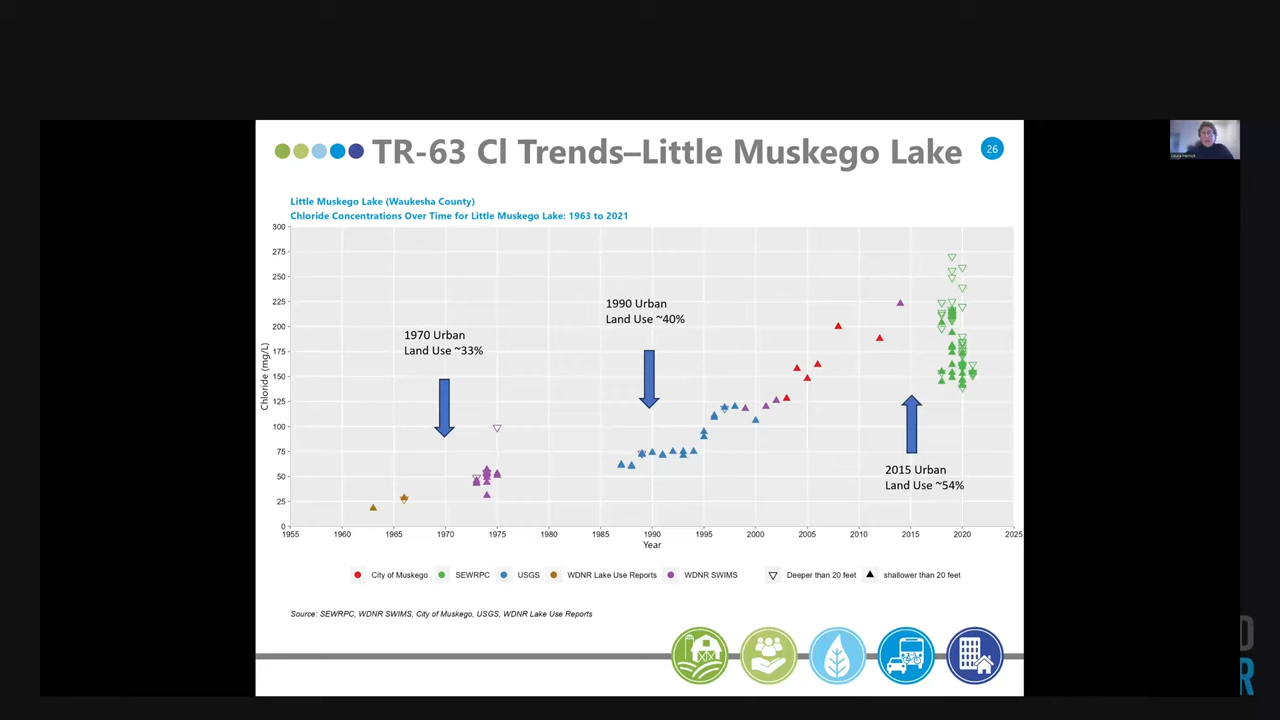 TR-63 Cl Trends–Little Muskego Lake
26
Little Muskego Lake (Waukesha County)
Chloride Concentrations Over Time for Little Muskego Lake: 1963 to 2021
300
275
250
225
200
175
150
125
100
75
50
25
0
Chloride (mg/L)
1970 Urban
Land Use ~33%
1990 Urban
Land Use ~40%
2015 Urban
Land Use ~54%
1955 1960 1965 1970 1975 1980 1985 1990 1995 2000 2005 2010 2015 2020 2025
Year
City of Muskego SEWRPC USGS WDNR Lake Use Reports WDNR SWIMS Deeper than 20 feet shallower than 20 feet
Source: SEWRPC, WDNR SWIMS, City of Muskego, USGS, WDNR Lake Use Reports
D
R